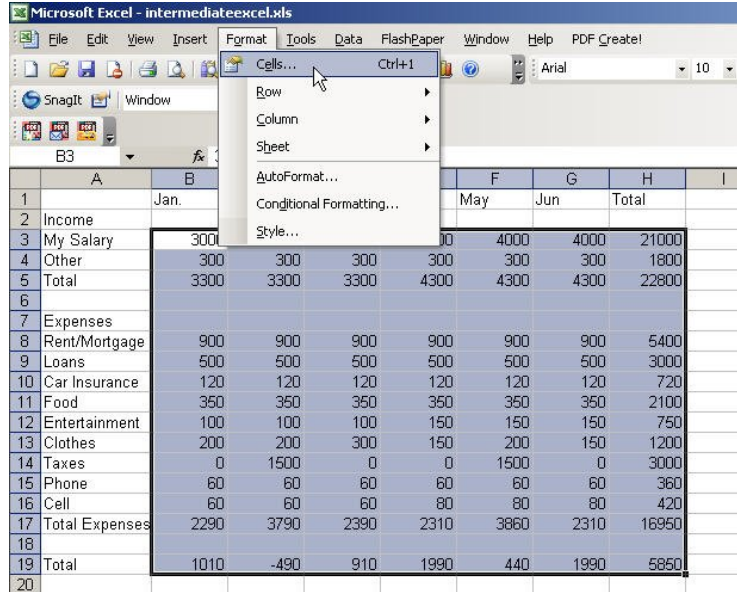 Microsoft Excel - intermediateexcel.xls
File Edit View Insert Format Tools Data FlashPaper Window Help PDF Create!
Cells... Ctrl+1
Arial 10
SnagIt Window
Row
Column
Sheet
AutoFormat...
Conditional Formatting...
Style...
B3 fx
A B F G H I
1 Jan. May Jun Total
2 Income
3 My Salary 4000 4000 21000
4 Other 300 300 300 300 300 300 1800
5 Total 3300 3300 3300 4300 4300 4300 22800
6
7 Expenses
8 Rent/Mortgage 900 900 900 900 900 900 5400
9 Loans 500 500 500 500 500 500 3000
10 Car Insurance 120 120 120 120 120 120 720
11 Food 350 350 350 350 350 350 2100
12 Entertainment 100 100 100 150 150 150 750
13 Clothes 200 200 300 150 200 150 1200
14 Taxes 0 1500 0 0 1500 0 3000
15 Phone 60 60 60 60 60 60 360
16 Cell 60 60 60 80 80 80 420
17 Total Expenses 2290 3790 2390 2310 3860 2310 16950
18
19 Total 1010 -490 910 1990 440 1990 5850
20